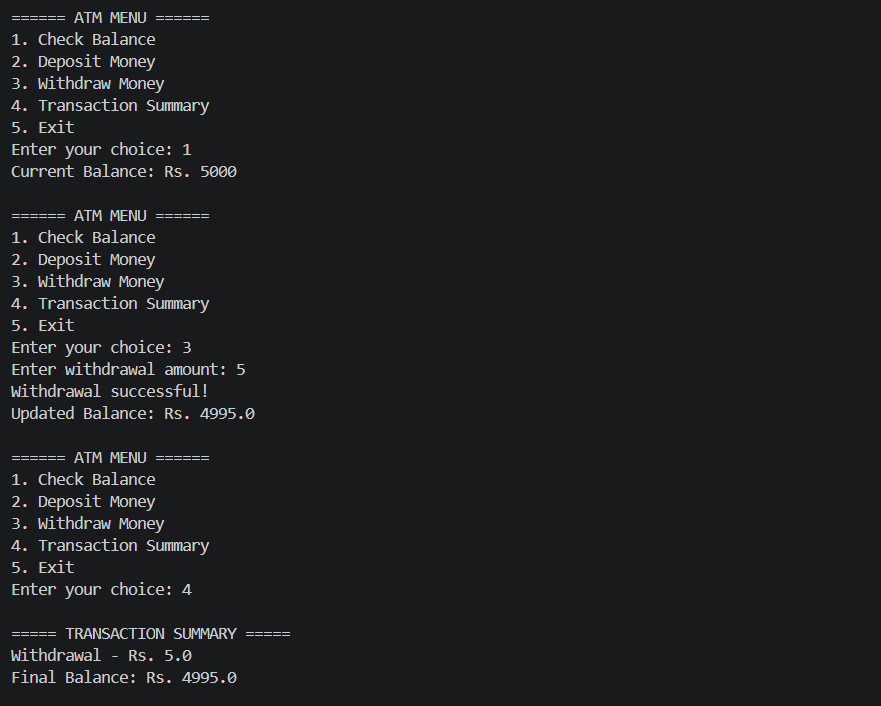 ====== ATM MENU ======
1. Check Balance
2. Deposit Money
3. Withdraw Money
4. Transaction Summary
5. Exit
Enter your choice: 1
Current Balance: Rs. 5000
====== ATM MENU ======
1. Check Balance
2. Deposit Money
3. Withdraw Money
4. Transaction Summary
5. Exit
Enter your choice: 3
Enter withdrawal amount: 5
Withdrawal successful!
Updated Balance: Rs. 4995.0
====== ATM MENU ======
1. Check Balance
2. Deposit Money
3. Withdraw Money
4. Transaction Summary
5. Exit
Enter your choice: 4
===== TRANSACTION SUMMARY =====
Withdrawal - Rs. 5.0
Final Balance: Rs. 4995.0